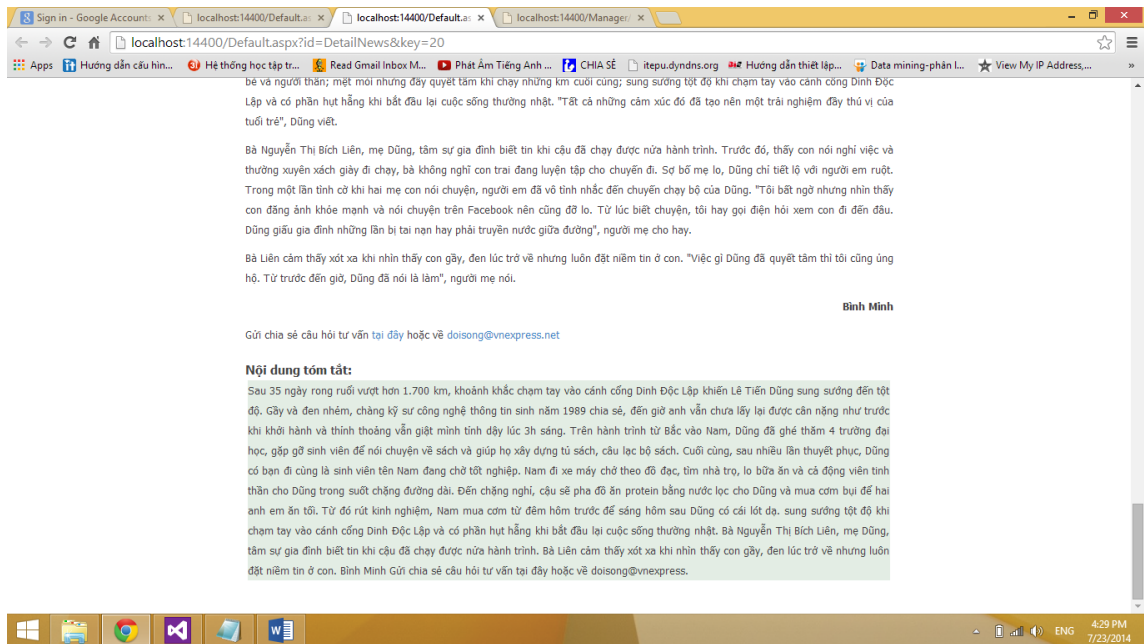 Sign in - Google Accounts
localhost:14400/Default.as
localhost:14400/Default.as
localhost:14400/Manager/
localhost:14400/Default.aspx?id=DetailNews&key=20
Apps Hướng dẫn cấu hìn... Hệ thống học tập tr... Read Gmail Inbox M... Phát Âm Tiếng Anh ... CHIA SẺ itepu.dyndns.org Hướng dẫn thiết lập... Data mining-phân l... View My IP Address,... »
bè và người thân; mệt mỏi nhưng đầy quyết tâm khi chạy những km cuối cùng; sung sướng tột độ khi chạm tay vào cánh cổng Dinh Độc
Lập và có phần hụt hẫng khi bắt đầu lại cuộc sống thường nhật. "Tất cả những cảm xúc đó đã tạo nên một trải nghiệm đầy thú vị của
tuổi trẻ", Dũng viết.
Bà Nguyễn Thị Bích Liên, mẹ Dũng, tâm sự gia đình biết tin khi cậu đã chạy được nửa hành trình. Trước đó, thấy con nói nghỉ việc và
thường xuyên xách giày đi chạy, bà không nghĩ con trai đang luyện tập cho chuyến đi. Sợ bố mẹ lo, Dũng chỉ tiết lộ với người em ruột.
Trong một lần tình cờ khi hai mẹ con nói chuyện, người em đã vô tình nhắc đến chuyến chạy bộ của Dũng. "Tôi bất ngờ nhưng nhìn thấy
con đăng ảnh khỏe mạnh và nói chuyện trên Facebook nên cũng đỡ lo. Từ lúc biết chuyện, tôi hay gọi điện hỏi xem con đi đến đâu.
Dũng giấu gia đình những lần bị tai nạn hay phải truyền nước giữa đường", người mẹ cho hay.
Bà Liên cảm thấy xót xa khi nhìn thấy con gầy, đen lúc trở về nhưng luôn đặt niềm tin ở con. "Việc gì Dũng đã quyết tâm thì tôi cũng ủng
hộ. Từ trước đến giờ, Dũng đã nói là làm", người mẹ nói.
Bình Minh
Gửi chia sẻ câu hỏi tư vấn tại đây hoặc về doisong@vnexpress.net
Nội dung tóm tắt:
Sau 35 ngày rong ruổi vượt hơn 1.700 km, khoảnh khắc chạm tay vào cánh cổng Dinh Độc Lập khiến Lê Tiến Dũng sung sướng đến tột
độ. Gầy và đen nhẻm, chàng kỹ sư công nghệ thông tin sinh năm 1989 chia sẻ, đến giờ anh vẫn chưa lấy lại được cân nặng như trước
khi khởi hành và thỉnh thoảng vẫn giật mình tỉnh dậy lúc 3h sáng. Trên hành trình từ Bắc vào Nam, Dũng đã ghé thăm 4 trường đại
học, gặp gỡ sinh viên để nói chuyện về sách và giúp họ xây dựng tủ sách, câu lạc bộ sách. Cuối cùng, sau nhiều lần thuyết phục, Dũng
có bạn đi cùng là sinh viên tên Nam đang chờ tốt nghiệp. Nam đi xe máy chở theo đồ đạc, tìm nhà trọ, lo bữa ăn và cả động viên tinh
thần cho Dũng trong suốt chặng đường dài. Đến chặng nghỉ, cậu sẽ pha đồ ăn protein bằng nước lọc cho Dũng và mua cơm bụi để hai
anh em ăn tối. Từ đó rút kinh nghiệm, Nam mua cơm từ đêm hôm trước để sáng hôm sau Dũng có cái lót dạ. sung sướng tột độ khi
chạm tay vào cánh cổng Dinh Độc Lập và có phần hụt hẫng khi bắt đầu lại cuộc sống thường nhật. Bà Nguyễn Thị Bích Liên, mẹ Dũng,
tâm sự gia đình biết tin khi cậu đã chạy được nửa hành trình. Bà Liên cảm thấy xót xa khi nhìn thấy con gầy, đen lúc trở về nhưng luôn
đặt niềm tin ở con. Bình Minh Gửi chia sẻ câu hỏi tư vấn tại đây hoặc về doisong@vnexpress.
ENG
4:29 PM
7/23/2014